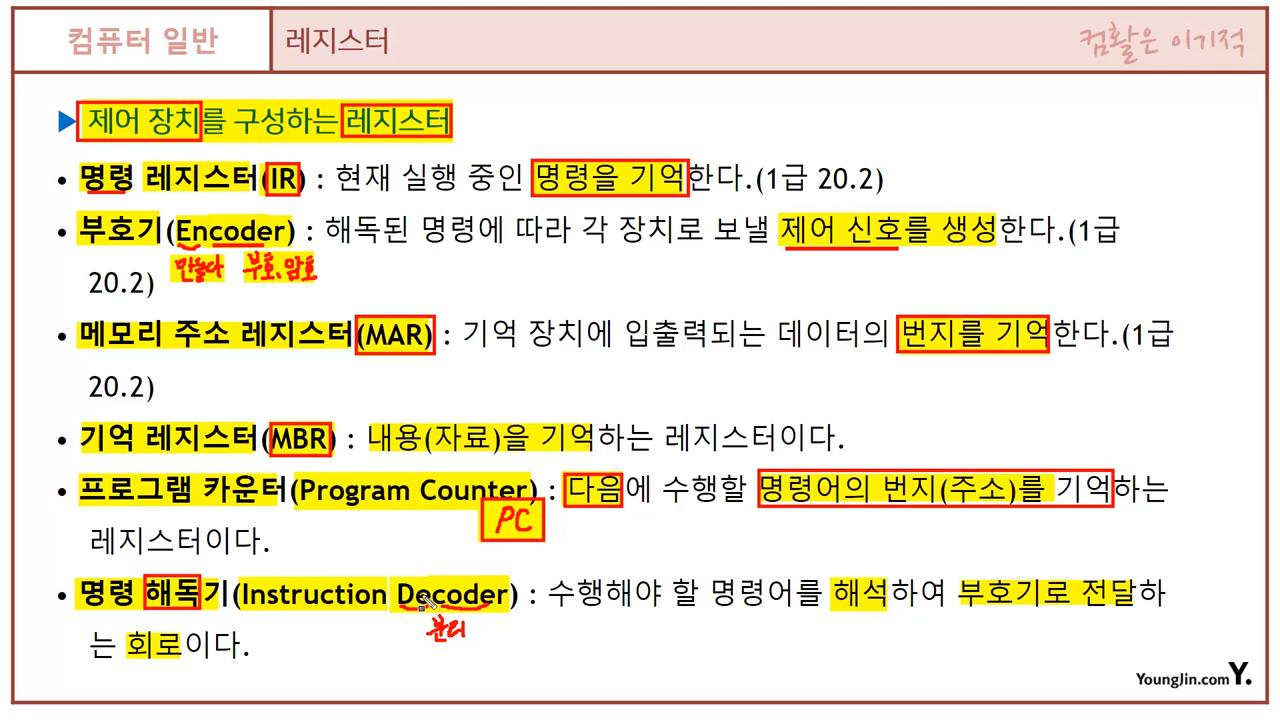 컴퓨터 일반
레지스터
컴활은 이기적
▶ 제어 장치를 구성하는 레지스터
• 명령 레지스터(IR) : 현재 실행 중인 명령을 기억한다.(1급 20.2)
• 부호기(Encoder) : 해독된 명령에 따라 각 장치로 보낼 제어 신호를 생성한다.(1급
만들다 부호, 암호
20.2)
• 메모리 주소 레지스터(MAR) : 기억 장치에 입출력되는 데이터의 번지를 기억한다.(1급
20.2)
• 기억 레지스터(MBR) : 내용(자료)을 기억하는 레지스터이다.
• 프로그램 카운터(Program Counter) : 다음에 수행할 명령어의 번지(주소)를 기억하는
PC
레지스터이다.
• 명령 해독기(Instruction Decoder) : 수행해야 할 명령어를 해석하여 부호기로 전달하
는 회로이다.
YoungJin.com Y.